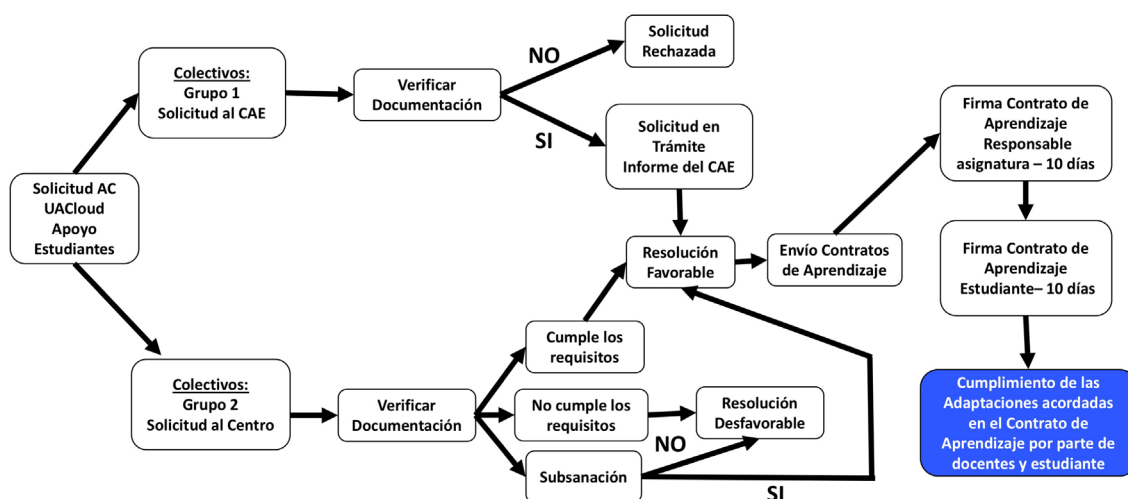 Solicitud AC
UACloud
Apoyo
Estudiantes
Colectivos:
Grupo 1
Solicitud al CAE
Verificar
Documentación
NO
Solicitud
Rechazada
SI
Solicitud en
Trámite
Informe del CAE
Colectivos:
Grupo 2
Solicitud al Centro
Verificar
Documentación
Cumple los
requisitos
No cumple los
requisitos
Subsanación
NO
Resolución
Desfavorable
SI
Resolución
Favorable
Envío Contratos
de Aprendizaje
Firma Contrato de
Aprendizaje
Responsable
asignatura – 10 días
Firma Contrato de
Aprendizaje
Estudiante– 10 días
Cumplimiento de las
Adaptaciones acordadas
en el Contrato de
Aprendizaje por parte de
docentes y estudiante